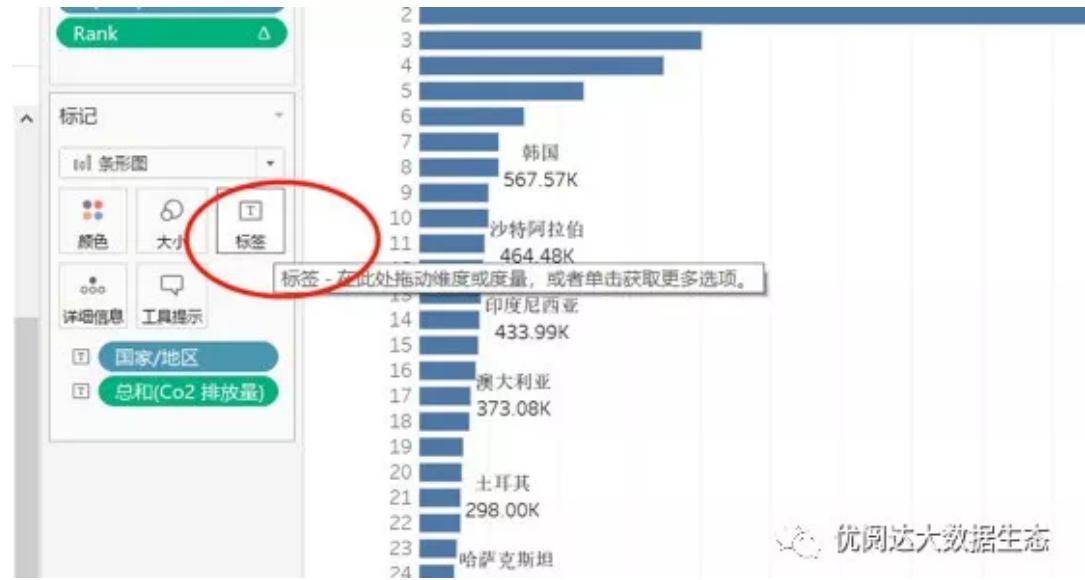 Rank
标记
条形图
颜色
大小
标签
标签 - 在此处拖动维度或度量，或者单击获取更多选项。
详细信息
工具提示
国家/地区
总和(Co2 排放量)
2
3
4
5
6
7
8
9
10
11
14
15
16
17
18
19
20
21
22
23
24
韩国
567.57K
沙特阿拉伯
464.48K
印度尼西亚
433.99K
澳大利亚
373.08K
土耳其
298.00K
哈萨克斯坦
优阅达大数据生态